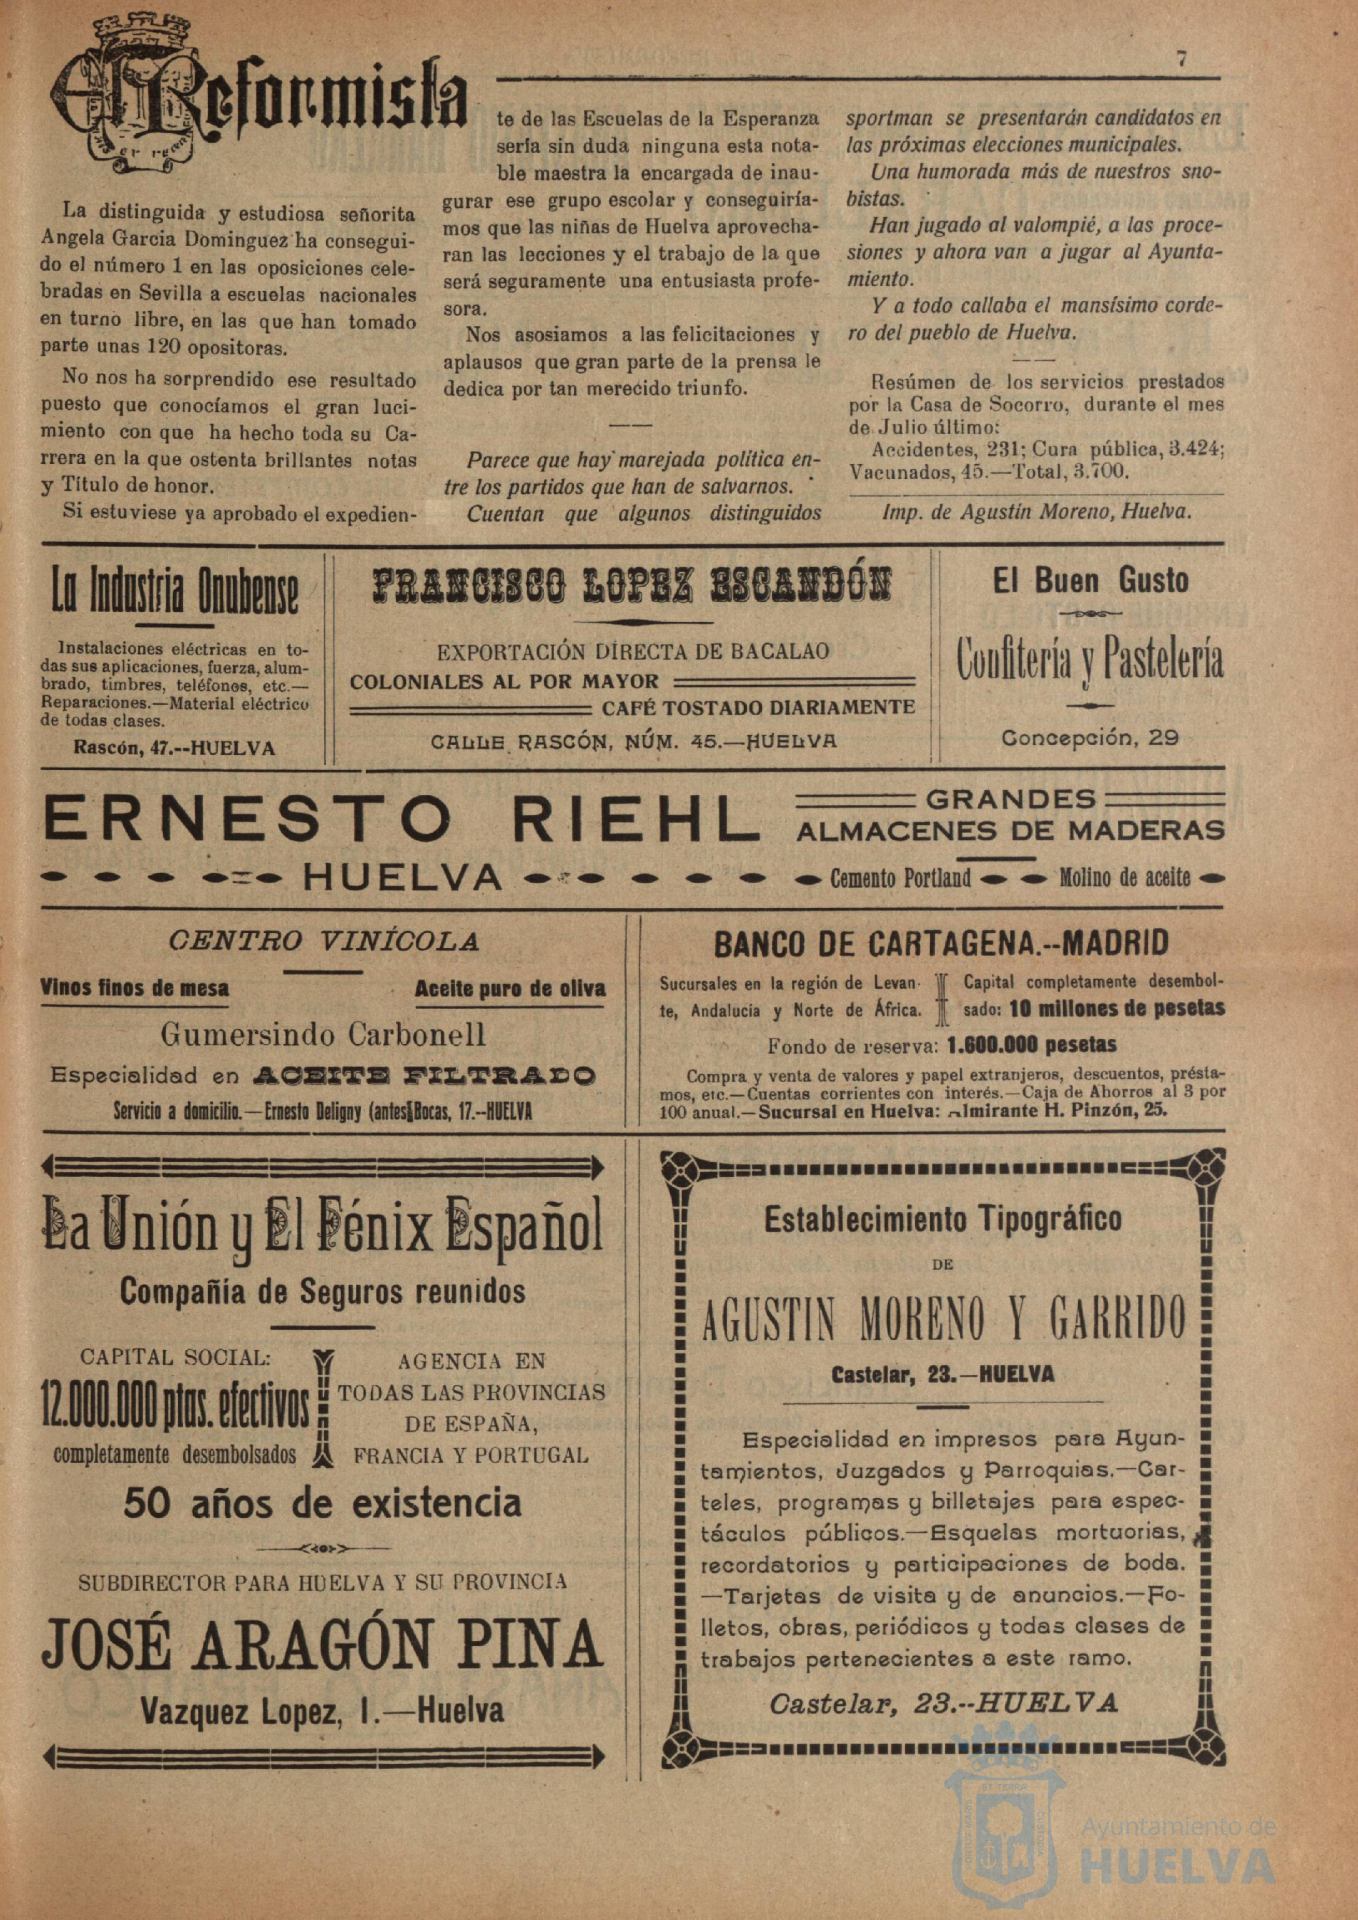 El Reformista
7
La distinguida y estudiosa señorita
Angela Garcia Dominguez ha consegui-
do el número 1 en las oposiciones cele-
bradas en Sevilla a escuelas nacionales
en turno libre, en las que han tomado
parte unas 120 opositoras.
No nos ha sorprendido ese resultado
puesto que conocíamos el gran luci-
miento con que ha hecho toda su Ca-
rrera en la que ostenta brillantes notas
y Título de honor.
Si estuviese ya aprobado el expedien-
te de las Escuelas de la Esperanza
sería sin duda ninguna esta nota-
ble maestra la encargada de inau-
gurar ese grupo escolar y conseguiría-
mos que las niñas de Huelva aprovecha-
ran las lecciones y el trabajo de la que
será seguramente una entusiasta profe-
sora.
Nos asosiamos a las felicitaciones y
aplausos que gran parte de la prensa le
dedica por tan merecido triunfo.
Parece que hay marejada política en-
tre los partidos que han de salvarnos.
Cuentan que algunos distinguidos
sportman se presentarán candidatos en
las próximas elecciones municipales.
Una humorada más de nuestros sno-
bistas.
Han jugado al valompié, a las proce-
siones y ahora van a jugar al Ayunta-
miento.
Y a todo callaba el mansísimo corde-
ro del pueblo de Huelva.
Resúmen de los servicios prestados
por la Casa de Socorro, durante el mes
de Julio último:
Accidentes, 231; Cura pública, 3.424;
Vacunados, 45.—Total, 3.700.
Imp. de Agustín Moreno, Huelva.
La Industria Onubense
Instalaciones eléctricas en to-
das sus aplicaciones, fuerza, alum-
brado, timbres, teléfonos, etc.—
Reparaciones.—Material eléctrico
de todas clases.
Rascón, 47.--HUELVA
FRANCISCO LOPEZ ESCANDÓN
EXPORTACIÓN DIRECTA DE BACALAO
COLONIALES AL POR MAYOR
CAFÉ TOSTADO DIARIAMENTE
CALLE RASCÓN, NÚM. 45.—HUELVA
El Buen Gusto
Confitería y Pastelería
Concepción, 29
ERNESTO RIEHL
HUELVA
GRANDES
ALMACENES DE MADERAS
Cemento Portland
Molino de aceite
CENTRO VINÍCOLA
Vinos finos de mesa
Aceite puro de oliva
Gumersindo Carbonell
Especialidad en ACEITE FILTRADO
Servicio a domicilio.—Ernesto Deligny (antes Bocas, 17.--HUELVA
BANCO DE CARTAGENA.--MADRID
Sucursales en la región de Levan-
te, Andalucía y Norte de África.
Capital completamente desembol-
sado: 10 millones de pesetas
Fondo de reserva: 1.600.000 pesetas
Compra y venta de valores y papel extranjeros, descuentos, présta-
mos, etc.—Cuentas corrientes con interés.—Caja de Ahorros al 3 por
100 anual.—Sucursal en Huelva: Almirante H. Pinzón, 25.
La Unión y El Fénix Español
Compañía de Seguros reunidos
CAPITAL SOCIAL:
12.000.000 ptas. efectivos
completamente desembolsados
AGENCIA EN
TODAS LAS PROVINCIAS
DE ESPAÑA,
FRANCIA Y PORTUGAL
50 años de existencia
SUBDIRECTOR PARA HUELVA Y SU PROVINCIA
JOSÉ ARAGÓN PINA
Vazquez Lopez, 1.—Huelva
Establecimiento Tipográfico
DE
AGUSTIN MORENO Y GARRIDO
Castelar, 23.—HUELVA
Especialidad en impresos para Ayun-
tamientos, Juzgados y Parroquias.—Car-
teles, programas y billetajes para espec-
táculos públicos.—Esquelas mortuorias,
recordatorios y participaciones de boda.
—Tarjetas de visita y de anuncios.—Fo-
lletos, obras, periódicos y todas clases de
trabajos pertenecientes a este ramo.
Castelar, 23.--HUELVA
Ayuntamiento de
HUELVA